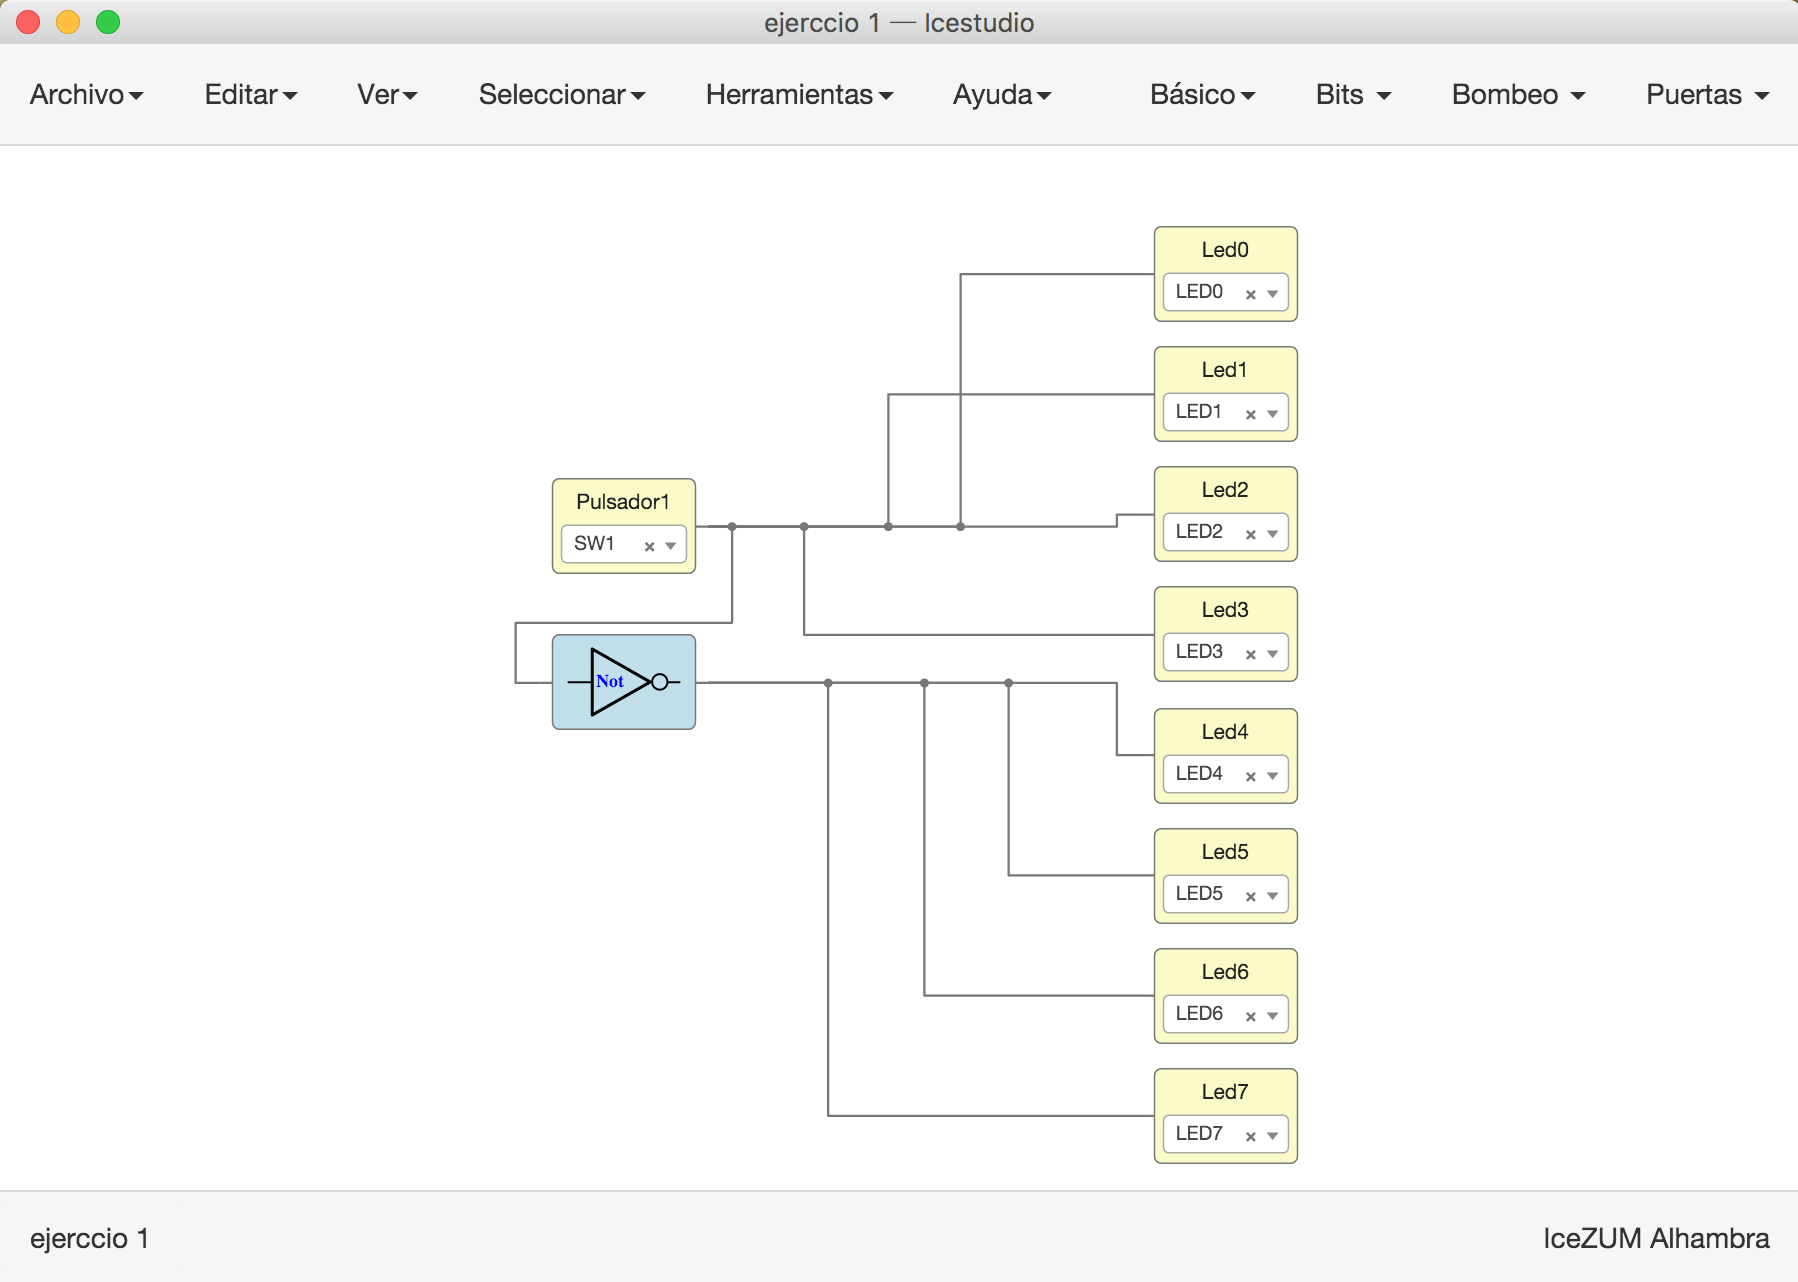 ejerccio 1 — Icestudio
Archivo Editar Ver Seleccionar Herramientas Ayuda Básico Bits Bombeo Puertas
Led0
LED0 × 
Led1
LED1 ×
Led2
LED2 ×
Pulsador1
SW1 ×
Led3
LED3 ×
Not
Led4
LED4 ×
Led5
LED5 ×
Led6
LED6 ×
Led7
LED7 ×
ejerccio 1 IceZUM Alhambra